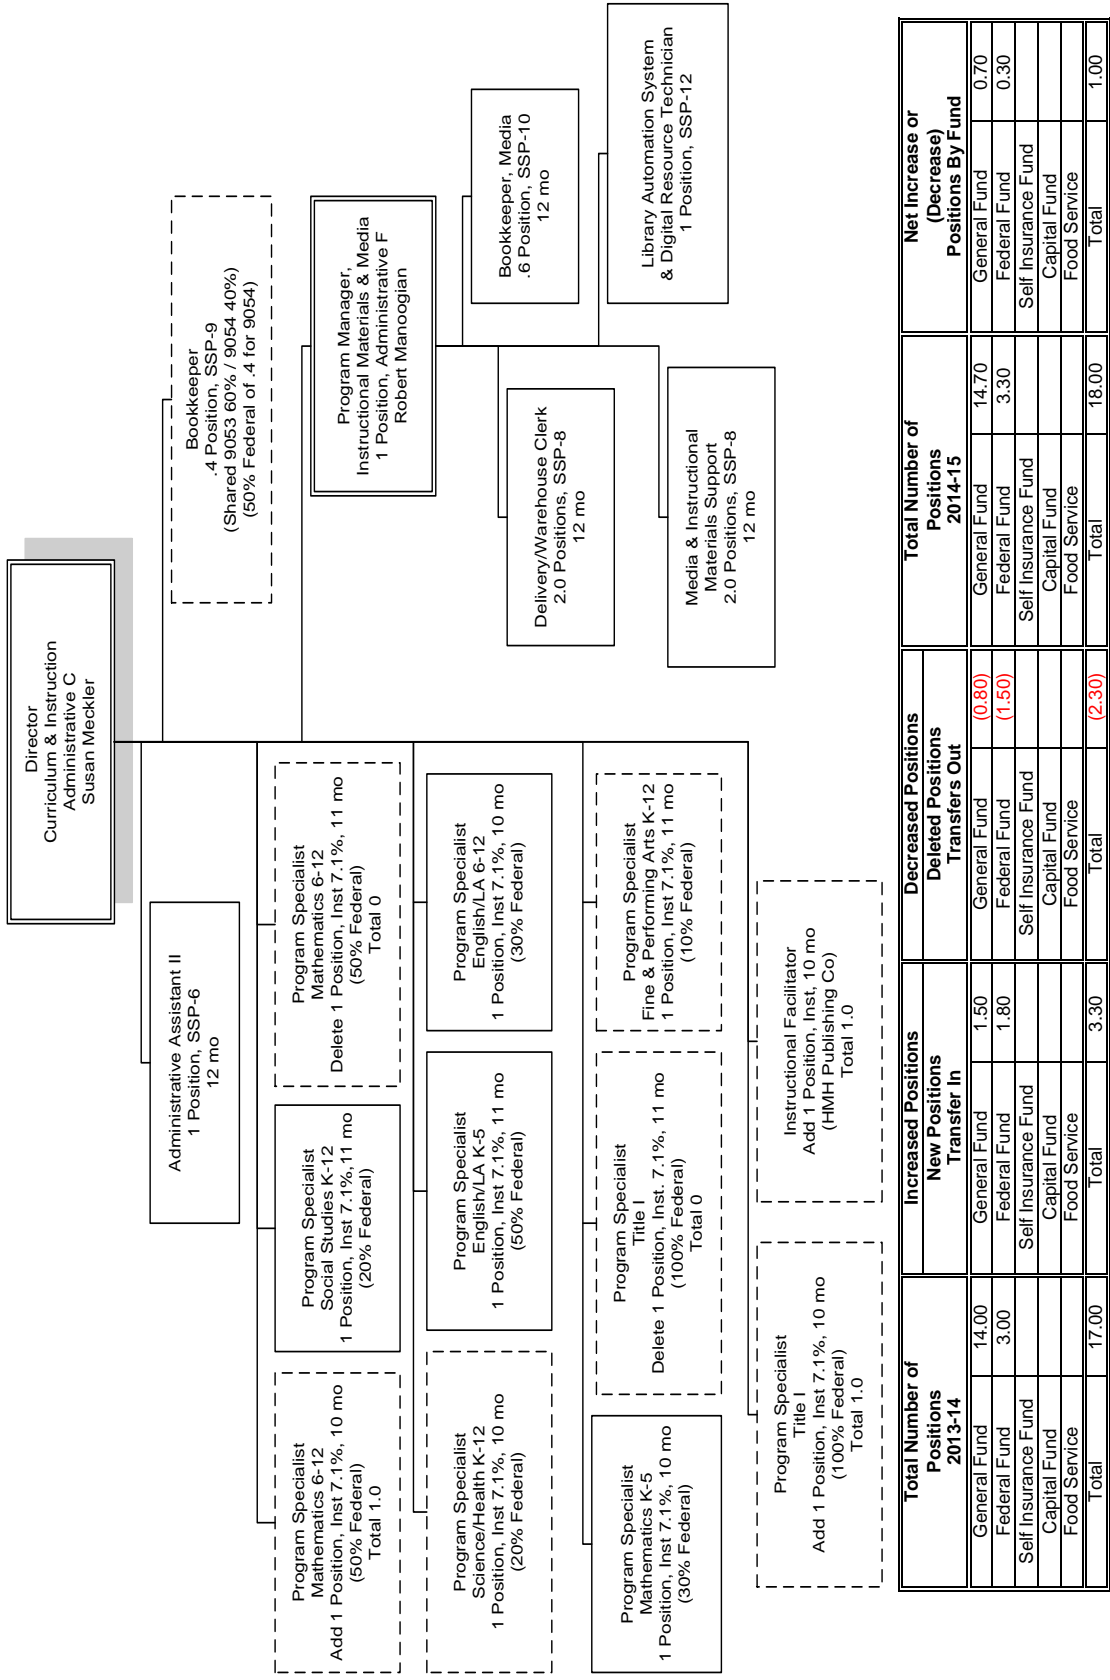 Director
Curriculum & Instruction
Administrative C
Susan Meckler
Administrative Assistant II
1 Position, SSP-6
12 mo
Bookkeeper
.4 Position, SSP-9
(Shared 9053 60% / 9054 40%)
(50% Federal of .4 for 9054)
Program Specialist
Mathematics 6-12
Add 1 Position, Inst 7.1%, 10 mo
(50% Federal)
Total 1.0
Program Specialist
Social Studies K-12
1 Position, Inst 7.1%,11 mo
(20% Federal)
Program Specialist
Mathematics 6-12
Delete 1 Position, Inst 7.1%, 11 mo
(50% Federal)
Total 0
Program Manager,
Instructional Materials & Media
1 Position, Administrative F
Robert Manoogian
Program Specialist
Science/Health K-12
1 Position, Inst 7.1%, 10 mo
(20% Federal)
Program Specialist
English/LA K-5
1 Position, Inst 7.1%, 11 mo
(50% Federal)
Program Specialist
English/LA 6-12
1 Position, Inst 7.1%, 10 mo
(30% Federal)
Bookkeeper, Media
.6 Position, SSP-10
12 mo
Delivery/Warehouse Clerk
2.0 Positions, SSP-8
12 mo
Program Specialist
Mathematics K-5
1 Position, Inst 7.1%, 10 mo
(30% Federal)
Program Specialist
Title I
Delete 1 Position, Inst. 7.1%, 11 mo
(100% Federal)
Total 0
Program Specialist
Fine & Performing Arts K-12
1 Position, Inst 7.1%, 11 mo
(10% Federal)
Library Automation System
& Digital Resource Technician
1 Position, SSP-12
Media & Instructional
Materials Support
2.0 Positions, SSP-8
12 mo
Program Specialist
Title I
Add 1 Position, Inst 7.1%, 10 mo
(100% Federal)
Total 1.0
Instructional Facilitator
Add 1 Position, Inst, 10 mo
(HMH Publishing Co)
Total 1.0
Total Number of
Positions
2013-14
General Fund 14.00
Federal Fund 3.00
Self Insurance Fund
Capital Fund
Food Service
Total 17.00
Increased Positions
New Positions
Transfer In
General Fund 1.50
Federal Fund 1.80
Self Insurance Fund
Capital Fund
Food Service
Total 3.30
Decreased Positions
Deleted Positions
Transfers Out
General Fund (0.80)
Federal Fund (1.50)
Self Insurance Fund
Capital Fund
Food Service
Total (2.30)
Total Number of
Positions
2014-15
General Fund 14.70
Federal Fund 3.30
Self Insurance Fund
Capital Fund
Food Service
Total 18.00
Net Increase or
(Decrease)
Positions By Fund
General Fund 0.70
Federal Fund 0.30
Self Insurance Fund
Capital Fund
Food Service
Total 1.00